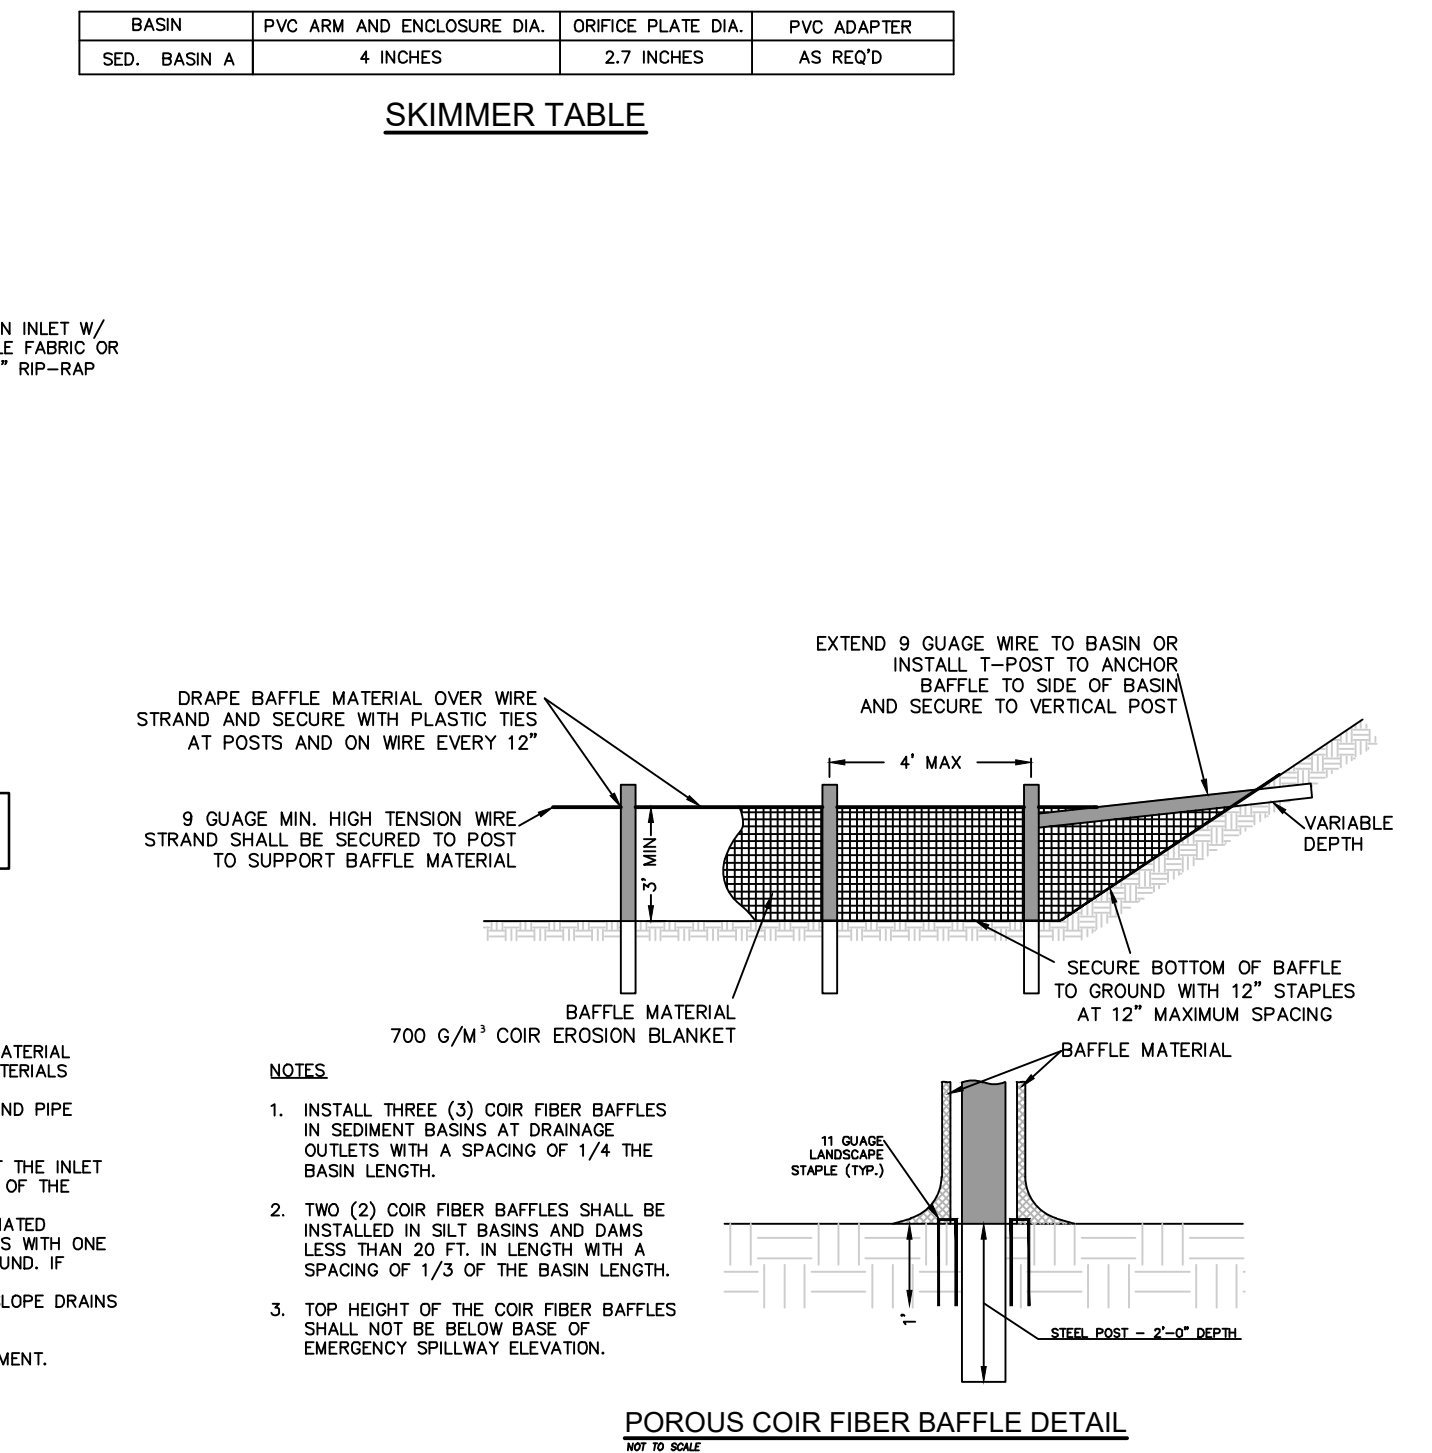 BASIN PVC ARM AND ENCLOSURE DIA. ORIFICE PLATE DIA. PVC ADAPTER
SED. BASIN A 4 INCHES 2.7 INCHES AS REQ'D
SKIMMER TABLE
N INLET W/
LE FABRIC OR
" RIP-RAP
EXTEND 9 GUAGE WIRE TO BASIN OR
INSTALL T-POST TO ANCHOR
BAFFLE TO SIDE OF BASIN
AND SECURE TO VERTICAL POST
DRAPE BAFFLE MATERIAL OVER WIRE
STRAND AND SECURE WITH PLASTIC TIES
AT POSTS AND ON WIRE EVERY 12"
4' MAX
9 GUAGE MIN. HIGH TENSION WIRE
STRAND SHALL BE SECURED TO POST
TO SUPPORT BAFFLE MATERIAL
3' MIN
VARIABLE
DEPTH
SECURE BOTTOM OF BAFFLE
TO GROUND WITH 12" STAPLES
AT 12" MAXIMUM SPACING
BAFFLE MATERIAL
700 G/M³ COIR EROSION BLANKET
ATERIAL
TERIALS
ND PIPE
T THE INLET
OF THE
IATED
S WITH ONE
UND. IF
SLOPE DRAINS
MENT.
NOTES
1. INSTALL THREE (3) COIR FIBER BAFFLES
IN SEDIMENT BASINS AT DRAINAGE
OUTLETS WITH A SPACING OF 1/4 THE
BASIN LENGTH.
2. TWO (2) COIR FIBER BAFFLES SHALL BE
INSTALLED IN SILT BASINS AND DAMS
LESS THAN 20 FT. IN LENGTH WITH A
SPACING OF 1/3 OF THE BASIN LENGTH.
3. TOP HEIGHT OF THE COIR FIBER BAFFLES
SHALL NOT BE BELOW BASE OF
EMERGENCY SPILLWAY ELEVATION.
BAFFLE MATERIAL
11 GUAGE
LANDSCAPE
STAPLE (TYP.)
1'
STEEL POST - 2'-0" DEPTH
POROUS COIR FIBER BAFFLE DETAIL
NOT TO SCALE